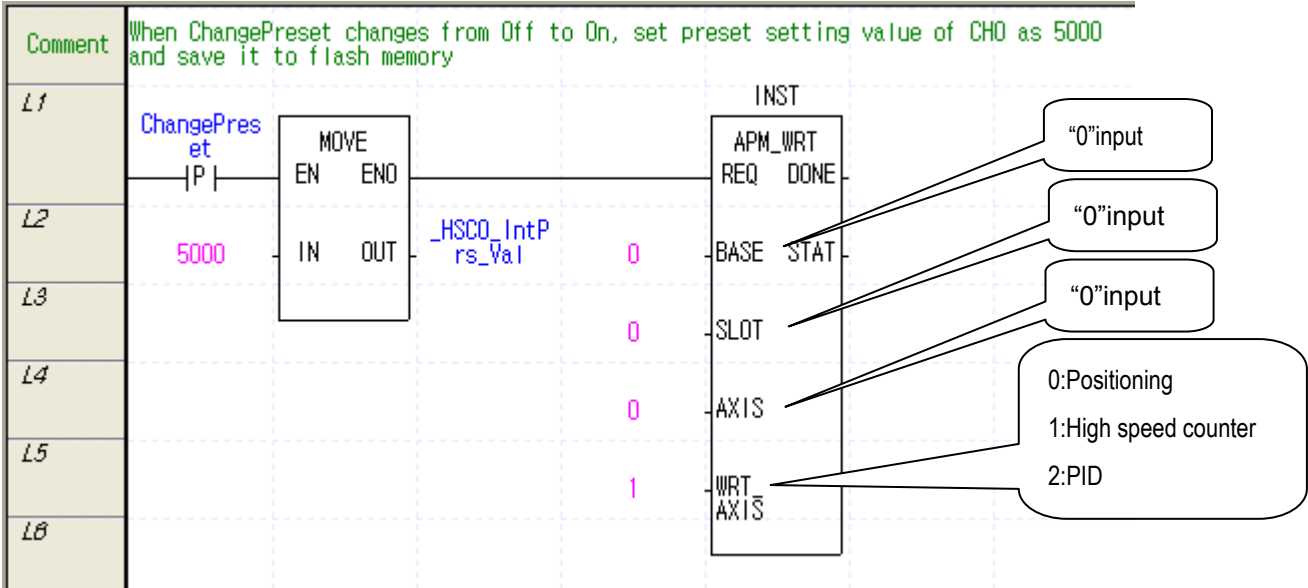 Comment
When ChangePreset changes from Off to On, set preset setting value of CH0 as 5000
and save it to flash memory
L1
INST
ChangePres
et
MOVE
APM_WRT
“0”input
P
EN ENO
REQ DONE
L2
“0”input
5000
IN OUT
_HSC0_IntP
rs_Val
0
BASE STAT
L3
“0”input
0
SLOT
L4
0:Positioning
0
AXIS
1:High speed counter
L5
2:PID
1
WRT_
AXIS
L6